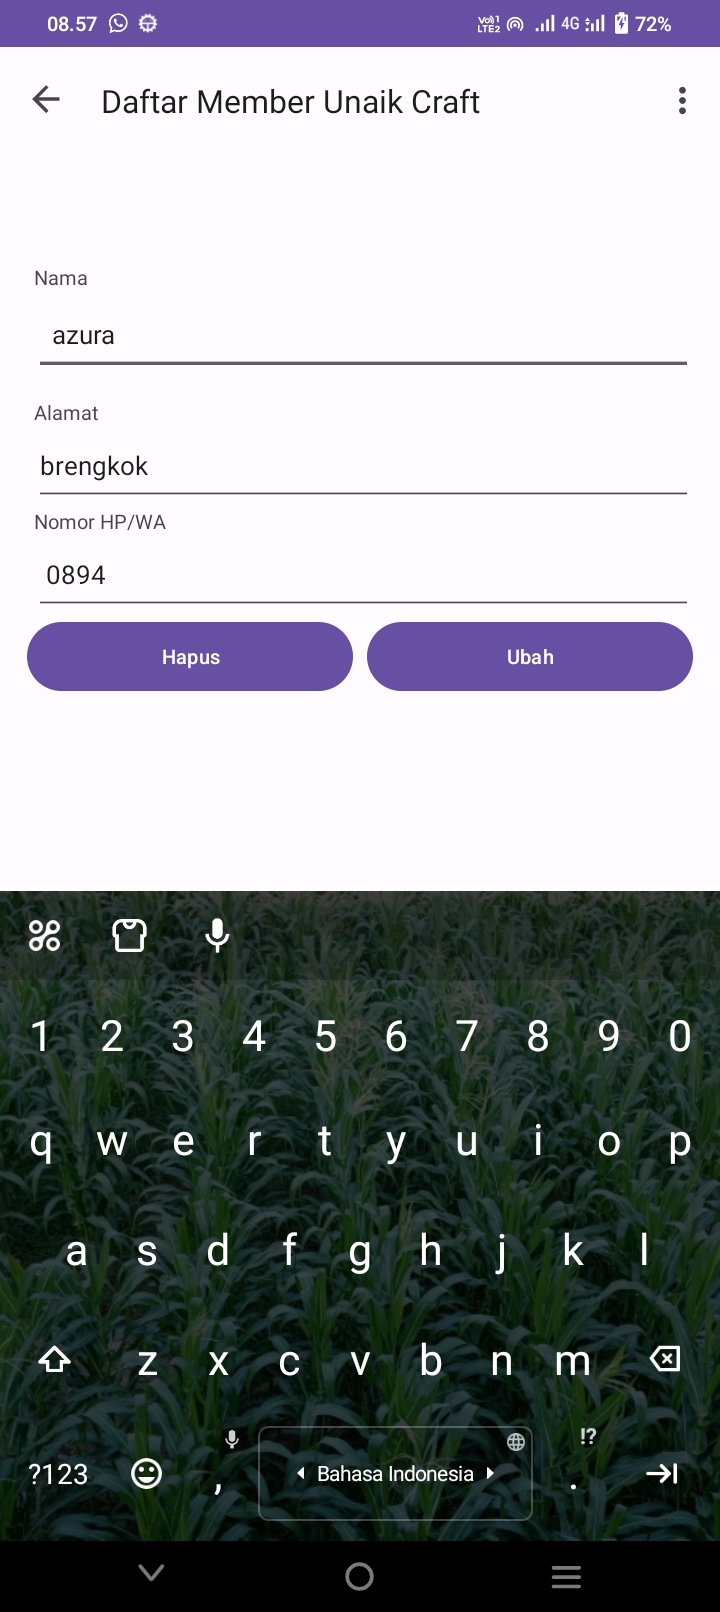 08.57 Vo))1 LTE2 4G 72%
Daftar Member Unaik Craft
Nama
azura
Alamat
brengkok
Nomor HP/WA
0894
Hapus Ubah
1 2 3 4 5 6 7 8 9 0
q w e r t y u i o p
a s d f g h j k l
z x c v b n m
!?
?123 , Bahasa Indonesia .